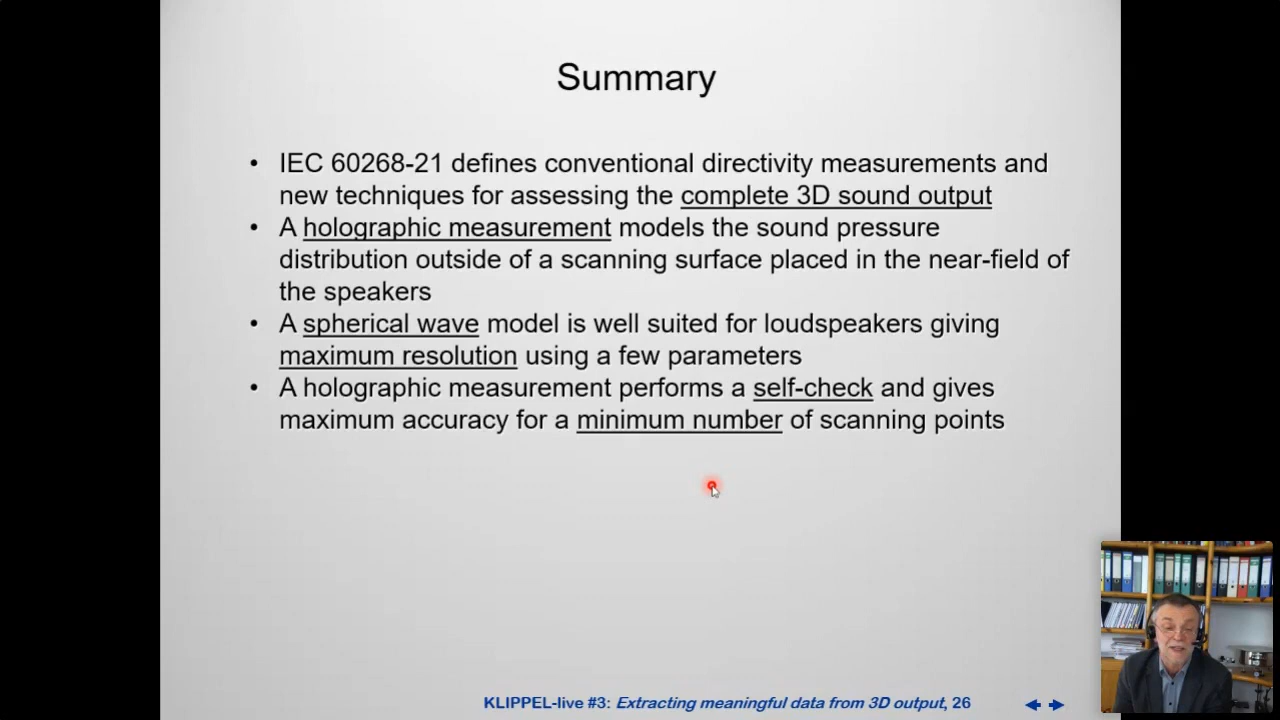 Summary
• IEC 60268-21 defines conventional directivity measurements and
new techniques for assessing the complete 3D sound output
• A holographic measurement models the sound pressure
distribution outside of a scanning surface placed in the near-field of
the speakers
• A spherical wave model is well suited for loudspeakers giving
maximum resolution using a few parameters
• A holographic measurement performs a self-check and gives
maximum accuracy for a minimum number of scanning points
KLIPPEL-live #3: Extracting meaningful data from 3D output, 26